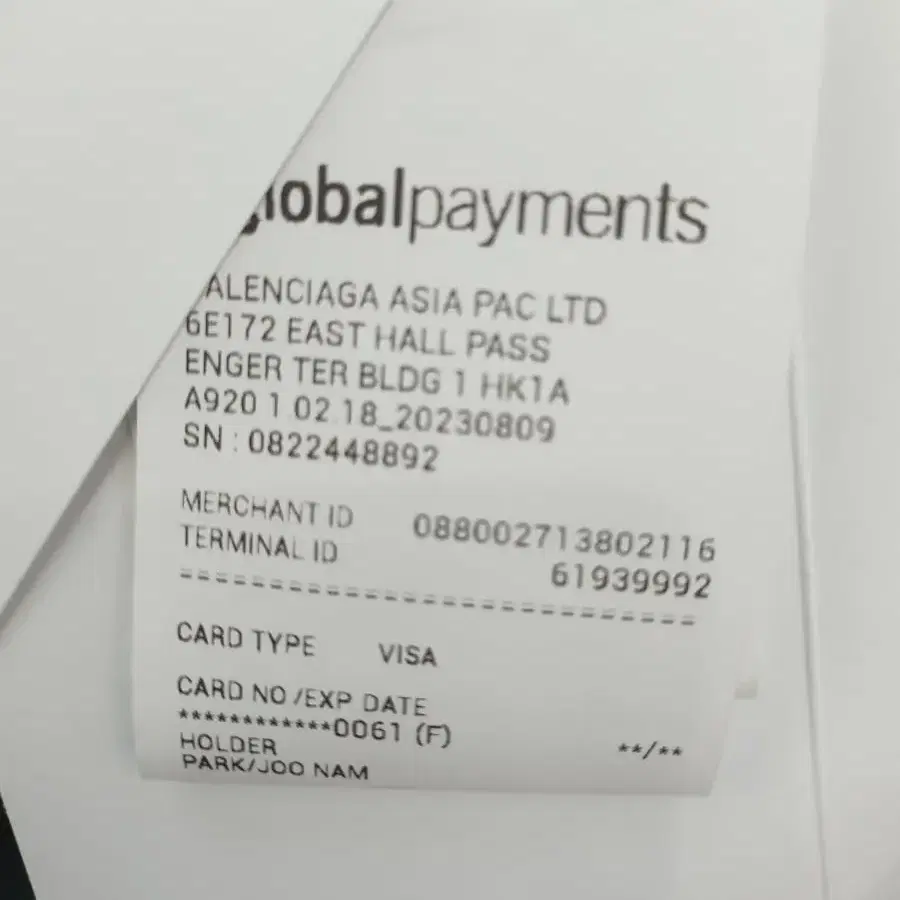 globalpayments
ALENCIAGA ASIA PAC LTD
6E172 EAST HALL PASS
ENGER TER BLDG 1 HK1A
A920 1.02.18_20230809
SN : 0822448892
MERCHANT ID 088002713802116
TERMINAL ID 61939992
CARD TYPE VISA
CARD NO /EXP DATE
************0061 (F) **/**
HOLDER
PARK/JOO NAM